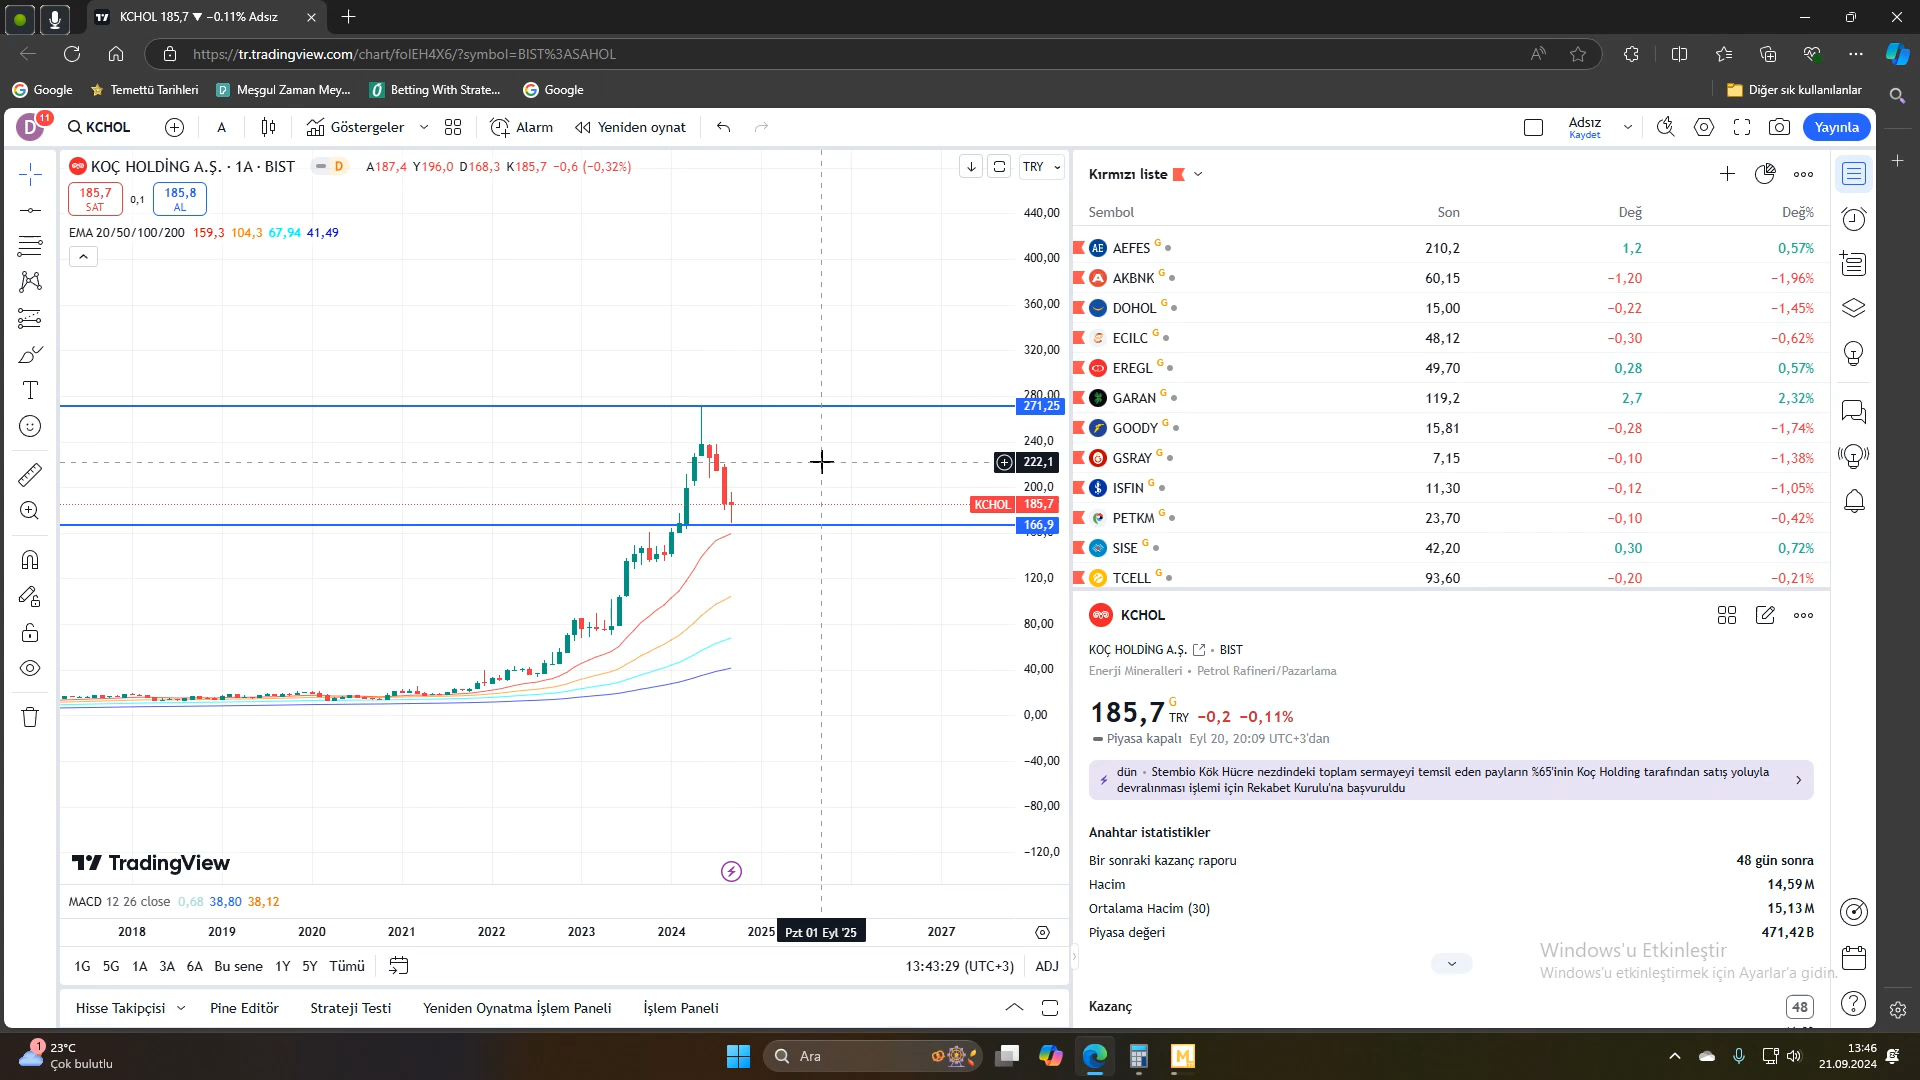 KCHOL 185,7 ▼ −0.11% Adsız
https://tr.tradingview.com/chart/folEH4X6/?symbol=BIST%3ASAHOL
Google
Temettü Tarihleri
Meşgul Zaman Mey...
Betting With Strate...
Google
Diğer sık kullanılanlar
D
11
KCHOL
A
Göstergeler
Alarm
Yeniden oynat
Adsız
Kaydet
Yayınla
KOÇ HOLDİNG A.Ş. · 1A · BIST
D
A187,4 Y196,0 D168,3 K185,7 −0,6 (−0,32%)
TRY
185,7
SAT
0,1
185,8
AL
EMA 20/50/100/200 159,3 104,3 67,94 41,49
440,00
400,00
360,00
320,00
280,00
271,25
240,0
222,1
200,0
KCHOL 185,7
166,9
160,0
120,0
80,00
40,00
0,00
−40,00
−80,00
−120,0
TradingView
MACD 12 26 close 0,68 38,80 38,12
2018 2019 2020 2021 2022 2023 2024 2025 Pzt 01 Eyl '25 2027
1G 5G 1A 3A 6A Bu sene 1Y 5Y Tümü
13:43:29 (UTC+3) ADJ
Hisse Takipçisi Pine Editör Strateji Testi Yeniden Oynatma İşlem Paneli İşlem Paneli
Kırmızı liste
Sembol Son Değ Değ%
AE AEFES G 210,2 1,2 0,57%
AKBNK G 60,15 −1,20 −1,96%
DOHOL G 15,00 −0,22 −1,45%
ECILC G 48,12 −0,30 −0,62%
EREGL G 49,70 0,28 0,57%
GARAN G 119,2 2,7 2,32%
GOODY G 15,81 −0,28 −1,74%
GSRAY G 7,15 −0,10 −1,38%
ISFIN G 11,30 −0,12 −1,05%
PETKM G 23,70 −0,10 −0,42%
SISE G 42,20 0,30 0,72%
TCELL G 93,60 −0,20 −0,21%
KCHOL
KOÇ HOLDİNG A.Ş. • BIST
Enerji Mineralleri • Petrol Rafineri/Pazarlama
185,7 G TRY −0,2 −0,11%
Piyasa kapalı Eyl 20, 20:09 UTC+3'dan
dün • Stembio Kök Hücre nezdindeki toplam sermayeyi temsil eden payların %65'inin Koç Holding tarafından satış yoluyla
devralınması işlemi için Rekabet Kurulu'na başvuruldu
Anahtar istatistikler
Bir sonraki kazanç raporu 48 gün sonra
Hacim 14,59 M
Ortalama Hacim (30) 15,13 M
Piyasa değeri 471,42 B
Windows'u Etkinleştir
Windows'u etkinleştirmek için Ayarlar'a gidin.
Kazanç
48
1
23°C
Çok bulutlu
Ara
13:46
21.09.2024